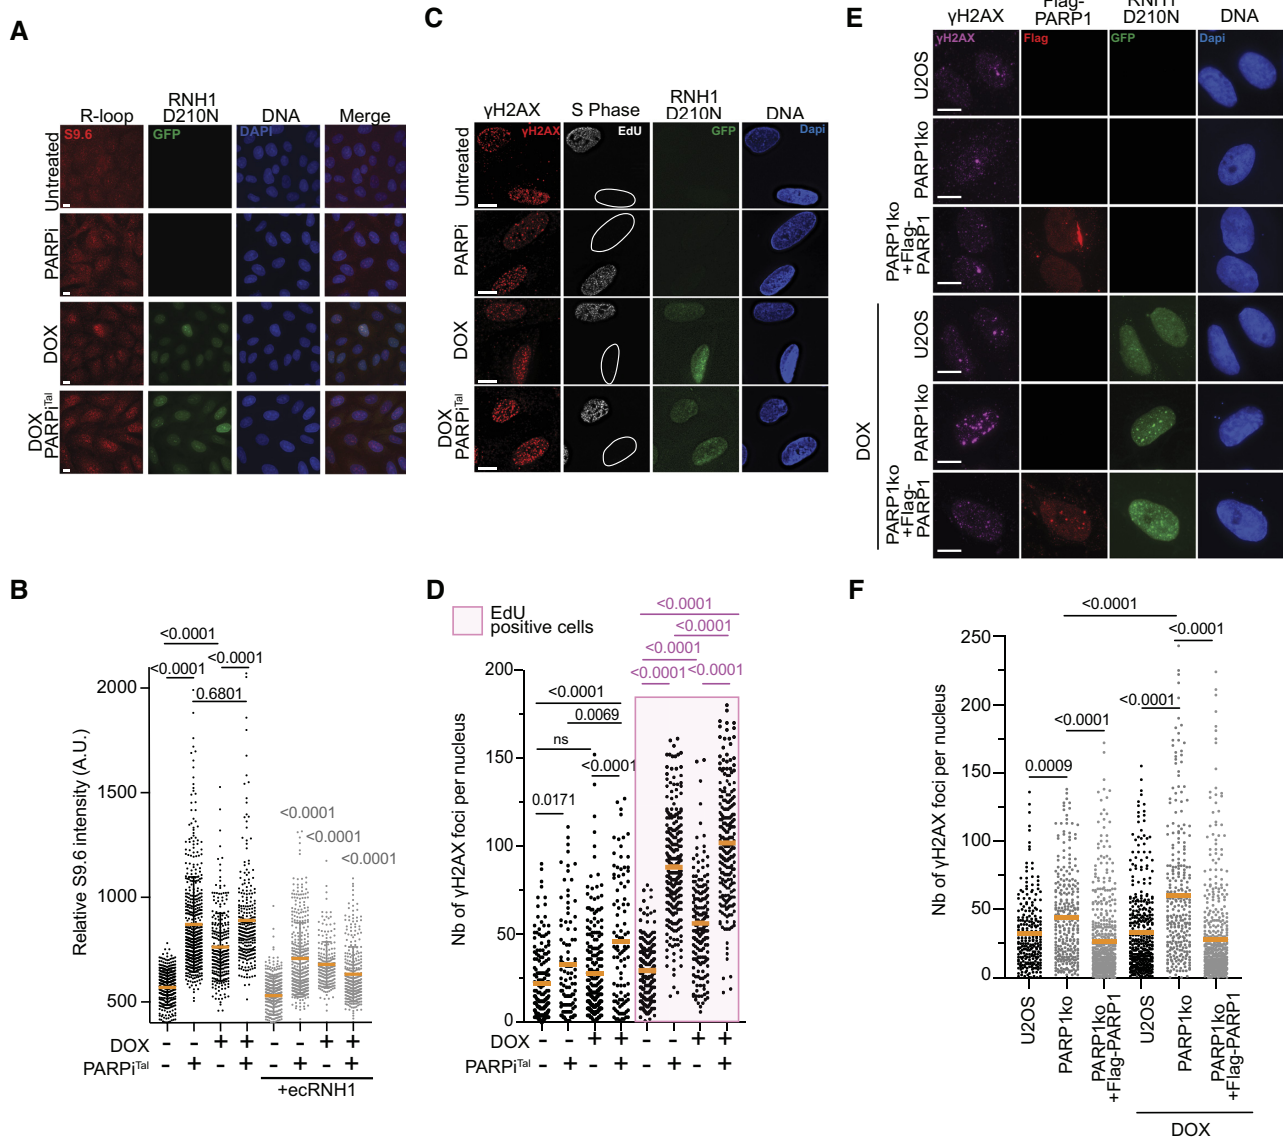 A
R-loop
RNH1
D210N
DNA
Merge
S9.6
GFP
DAPI
Untreated
PARPi
DOX
DOX
PARPiTal
C
γH2AX
S Phase
RNH1
D210N
DNA
γH2AX
EdU
GFP
Dapi
Untreated
PARPi
DOX
DOX
PARPiTal
E
γH2AX
Flag-
PARP1
RNH1
D210N
DNA
γH2AX
Flag
GFP
Dapi
U2OS
PARP1ko
PARP1ko
+Flag-
PARP1
DOX
U2OS
PARP1ko
PARP1ko
+Flag-
PARP1
B
Relative S9.6 intensity (A.U.)
2000
1500
1000
500
<0.0001
<0.0001
<0.0001
0.6801
<0.0001
<0.0001
<0.0001
DOX - - + + - - + +
PARPiTal - + - + - + - +
+ecRNH1
D
EdU
positive cells
Nb of γH2AX foci per nucleus
200
150
100
50
0
<0.0001
0.0069
ns
<0.0001
0.0171
<0.0001
<0.0001
<0.0001
<0.0001
<0.0001
DOX - - + + - - + +
PARPiTal - + - + - + - +
F
Nb of γH2AX foci per nucleus
250
200
150
100
50
0
<0.0001
<0.0001
<0.0001
<0.0001
0.0009
U2OS
PARP1ko
PARP1ko
+Flag-PARP1
U2OS
PARP1ko
PARP1ko
+Flag-PARP1
DOX